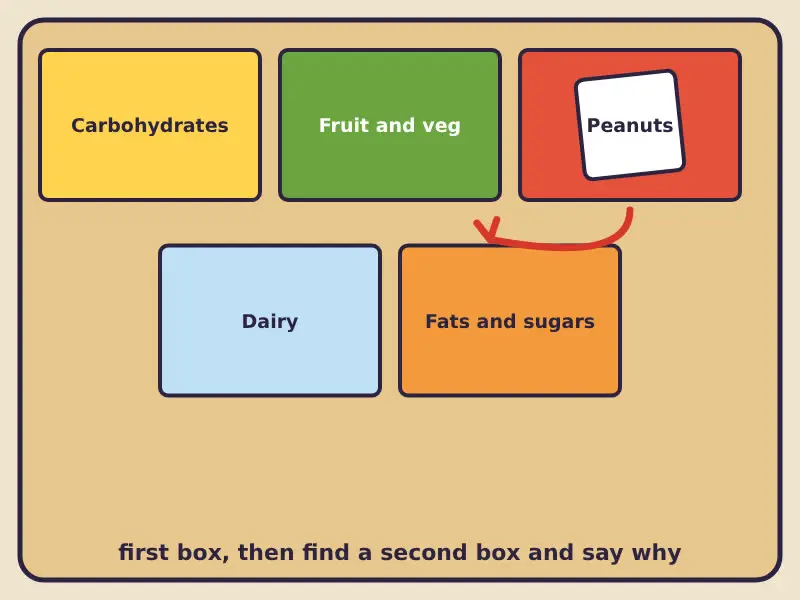 Carbohydrates
Fruit and veg
Peanuts
Dairy
Fats and sugars
first box, then find a second box and say why